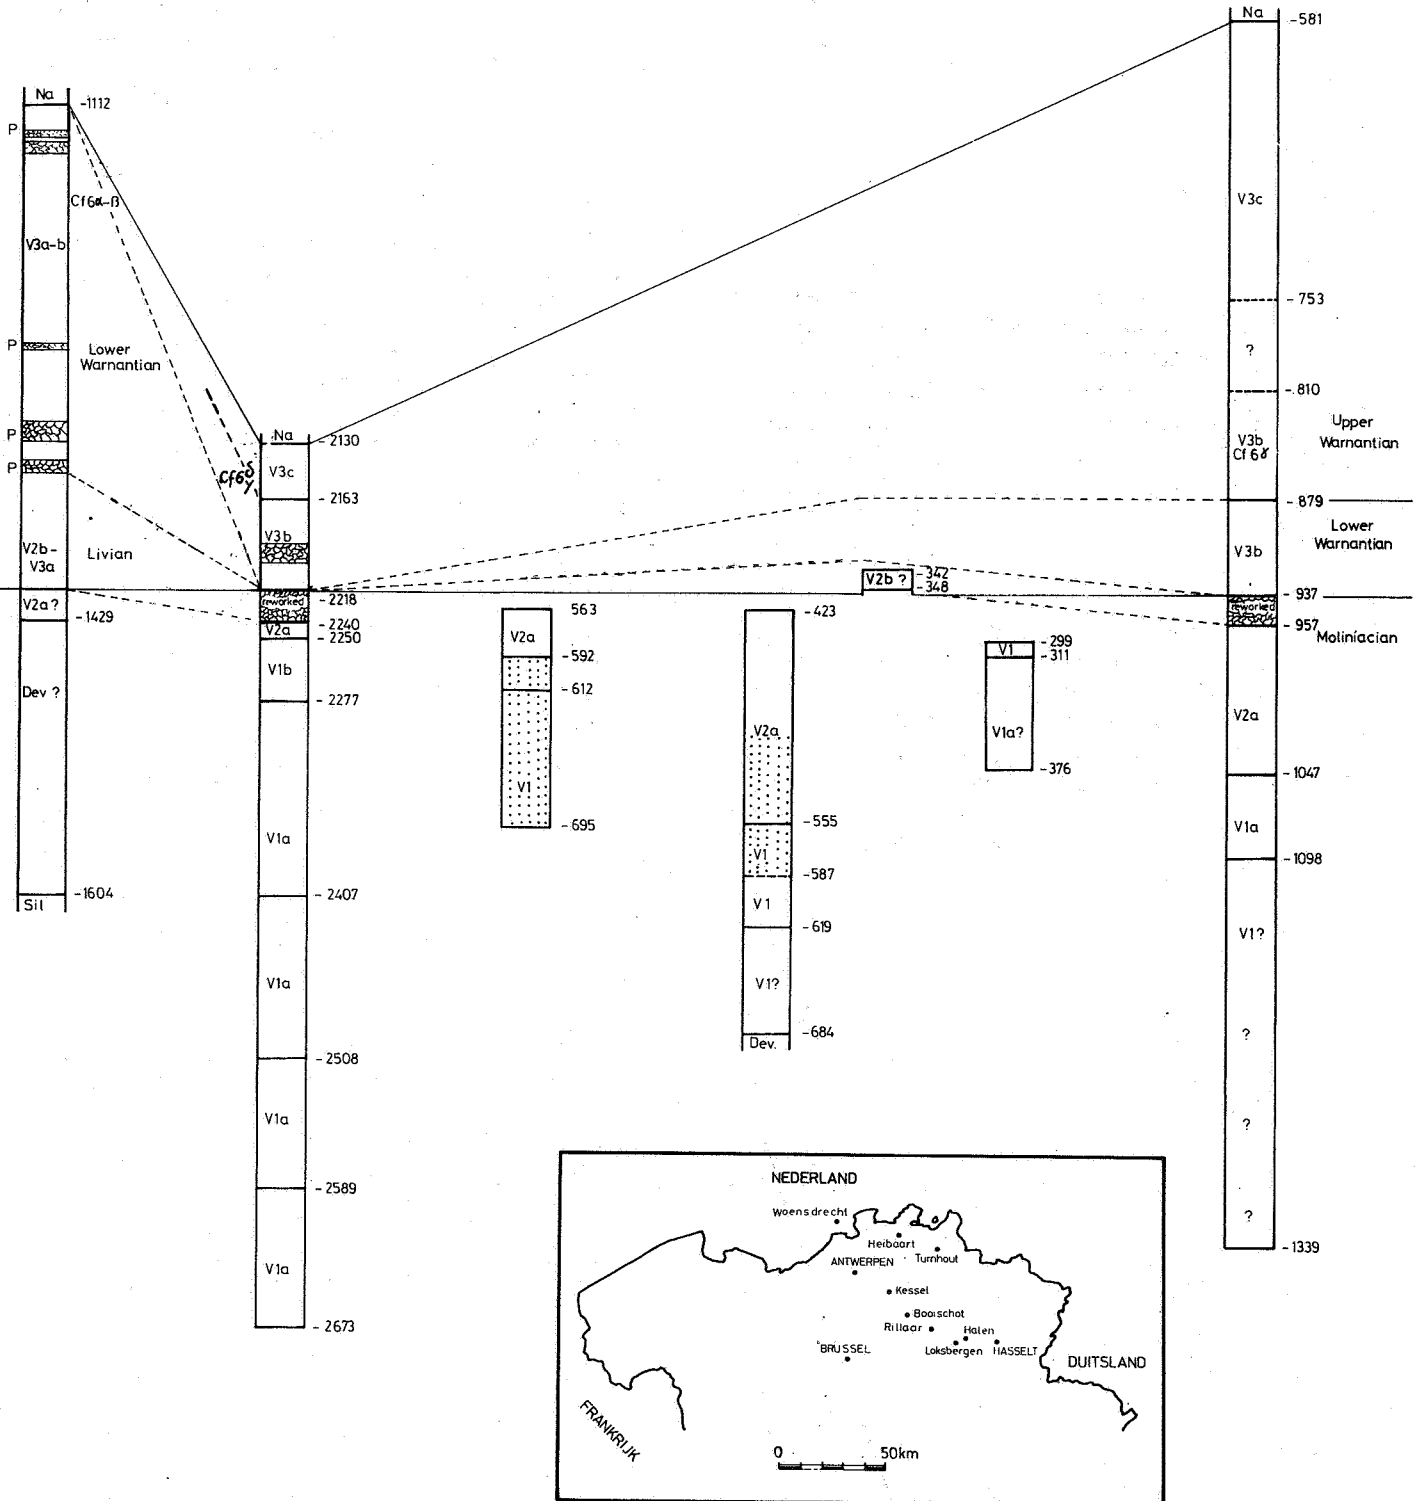 Na
-1112
P
Cf6α-β
V3a-b
P
Lower
Warnantian
P
P
V2b-
V3a
Livian
V2a ?
-1429
Dev ?
-1604
Sil
Na
-2130
V3c
Cf6
δ
γ
-2163
V3b
reworked
-2218
-2240
V2a
-2250
V1b
-2277
V1a
-2407
V1a
-2508
V1a
-2589
V1a
-2673
563
V2a
-592
-612
V1
-695
-423
V2a
-555
V1
-587
V1
-619
V1?
-684
Dev.
V2b ?
-342
-348
-299
V1
-311
V1a?
-376
Na
-581
V3c
-753
?
-810
V3b
Cf6γ
Upper
Warnantian
-879
Lower
Warnantian
V3b
-937
reworked
-957
Moliniacian
V2a
-1047
V1a
-1098
V1?
?
?
?
-1339
NEDERLAND
Woensdrecht
Heibaart
Turnhout
ANTWERPEN
Kessel
Booischot
Rillaar
Halen
Loksbergen
HASSELT
BRUSSEL
DUITSLAND
FRANKRIJK
0
50km